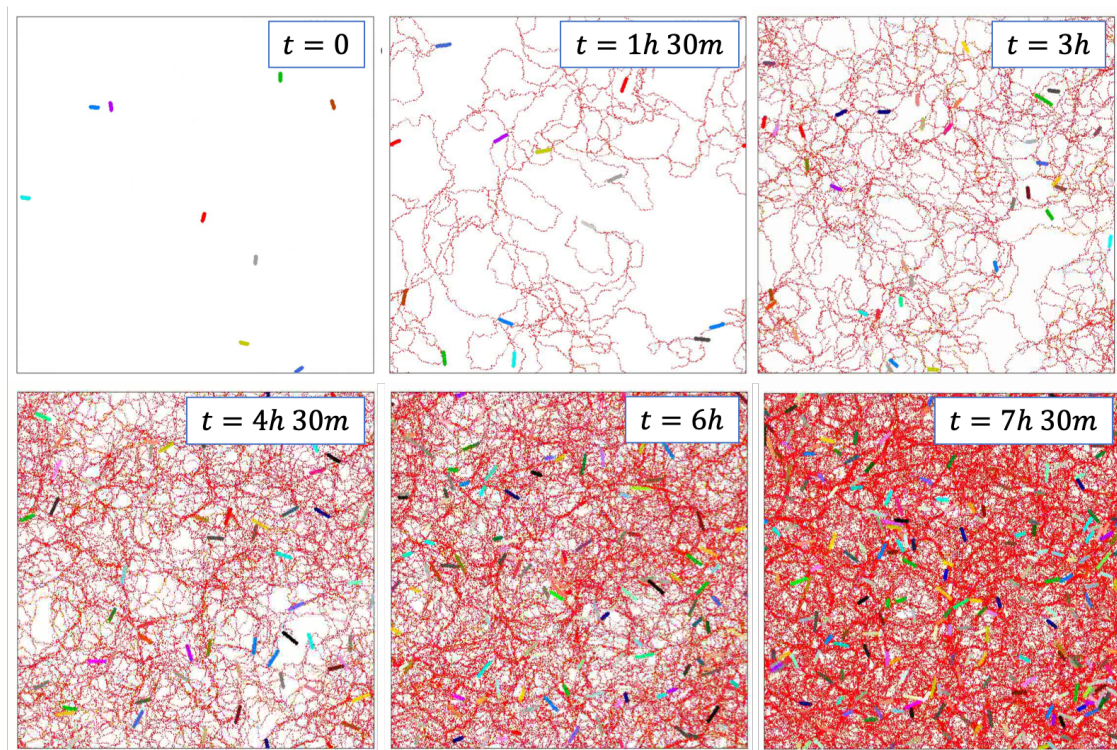 t = 0
t = 1h 30m
t = 3h
t = 4h 30m
t = 6h
t = 7h 30m